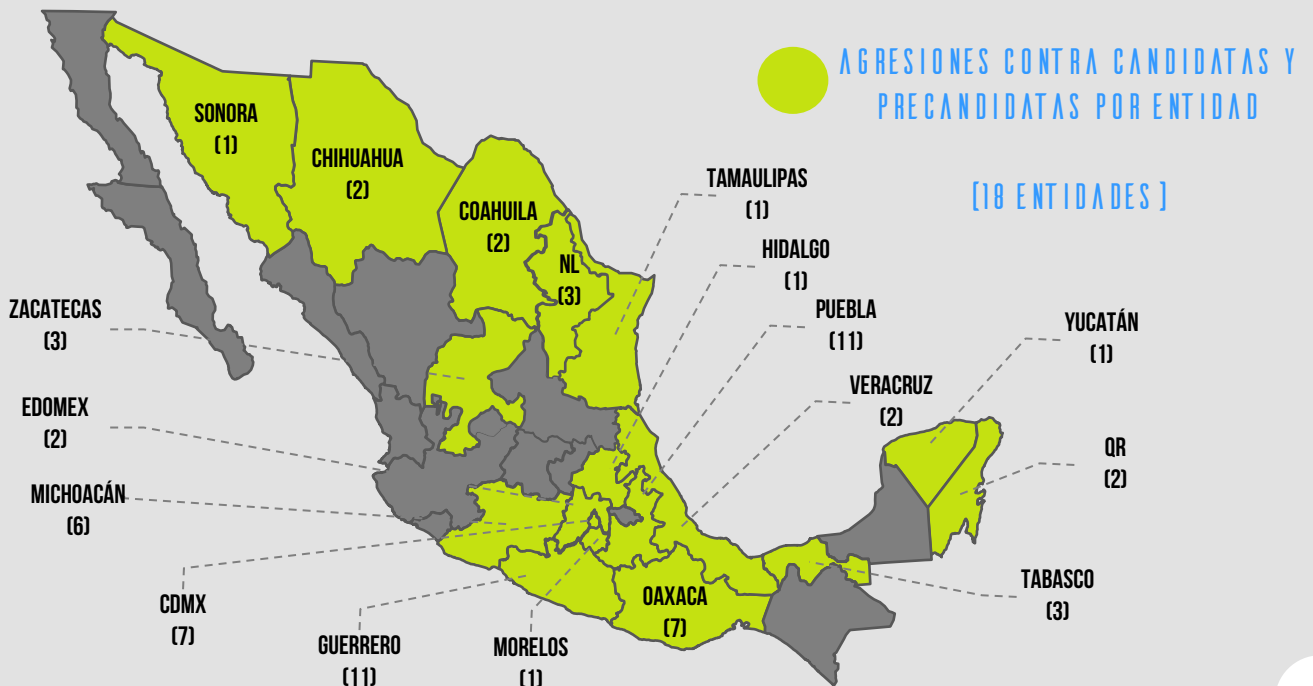 AGRESIONES CONTRA CANDIDATAS Y
PRECANDIDATAS POR ENTIDAD
[18 ENTIDADES ]
SONORA
(1)
CHIHUAHUA
(2)
COAHUILA
(2)
NL
(3)
TAMAULIPAS
(1)
HIDALGO
(1)
PUEBLA
(11)
VERACRUZ
(2)
YUCATÁN
(1)
QR
(2)
TABASCO
(3)
ZACATECAS
(3)
EDOMEX
(2)
MICHOACÁN
(6)
CDMX
(7)
GUERRERO
(11)
MORELOS
(1)
OAXACA
(7)